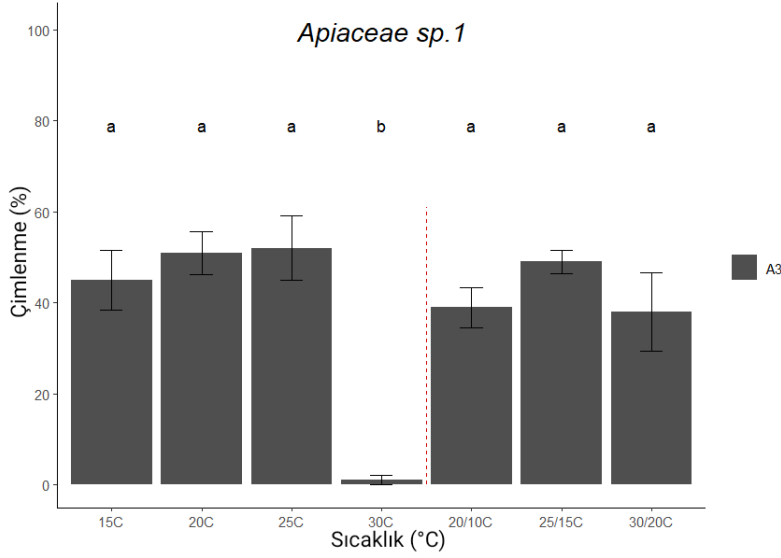 Apiaceae sp.1
100
80
60
40
20
0
Çimlenme (%)
a a a b a a a
15C 20C 25C 30C 20/10C 25/15C 30/20C
Sıcaklık (°C)
A3